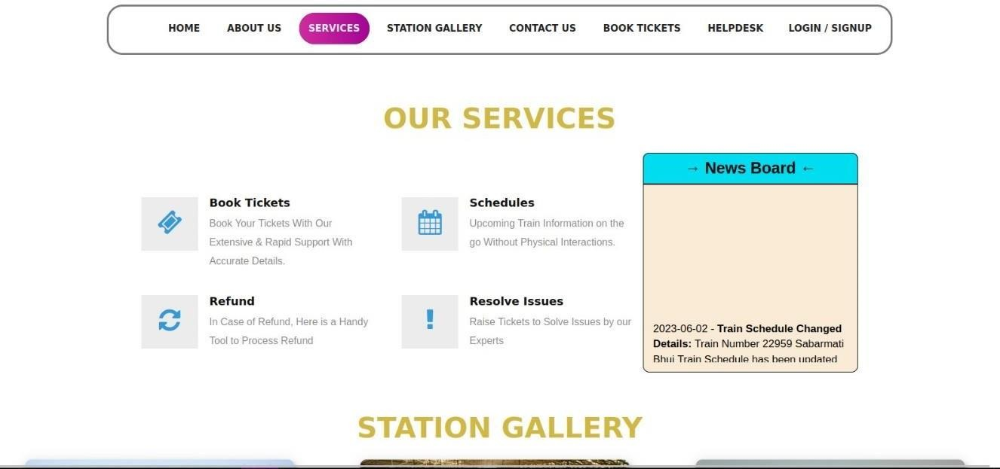 HOME ABOUT US SERVICES STATION GALLERY CONTACT US BOOK TICKETS HELPDESK LOGIN / SIGNUP
OUR SERVICES
Book Tickets
Book Your Tickets With Our
Extensive & Rapid Support With
Accurate Details.
Schedules
Upcoming Train Information on the
go Without Physical Interactions.
Refund
In Case of Refund, Here is a Handy
Tool to Process Refund
Resolve Issues
Raise Tickets to Solve Issues by our
Experts
→ News Board ←
2023-06-02 - Train Schedule Changed
Details: Train Number 22959 Sabarmati
Bhuj Train Schedule has been updated
STATION GALLERY